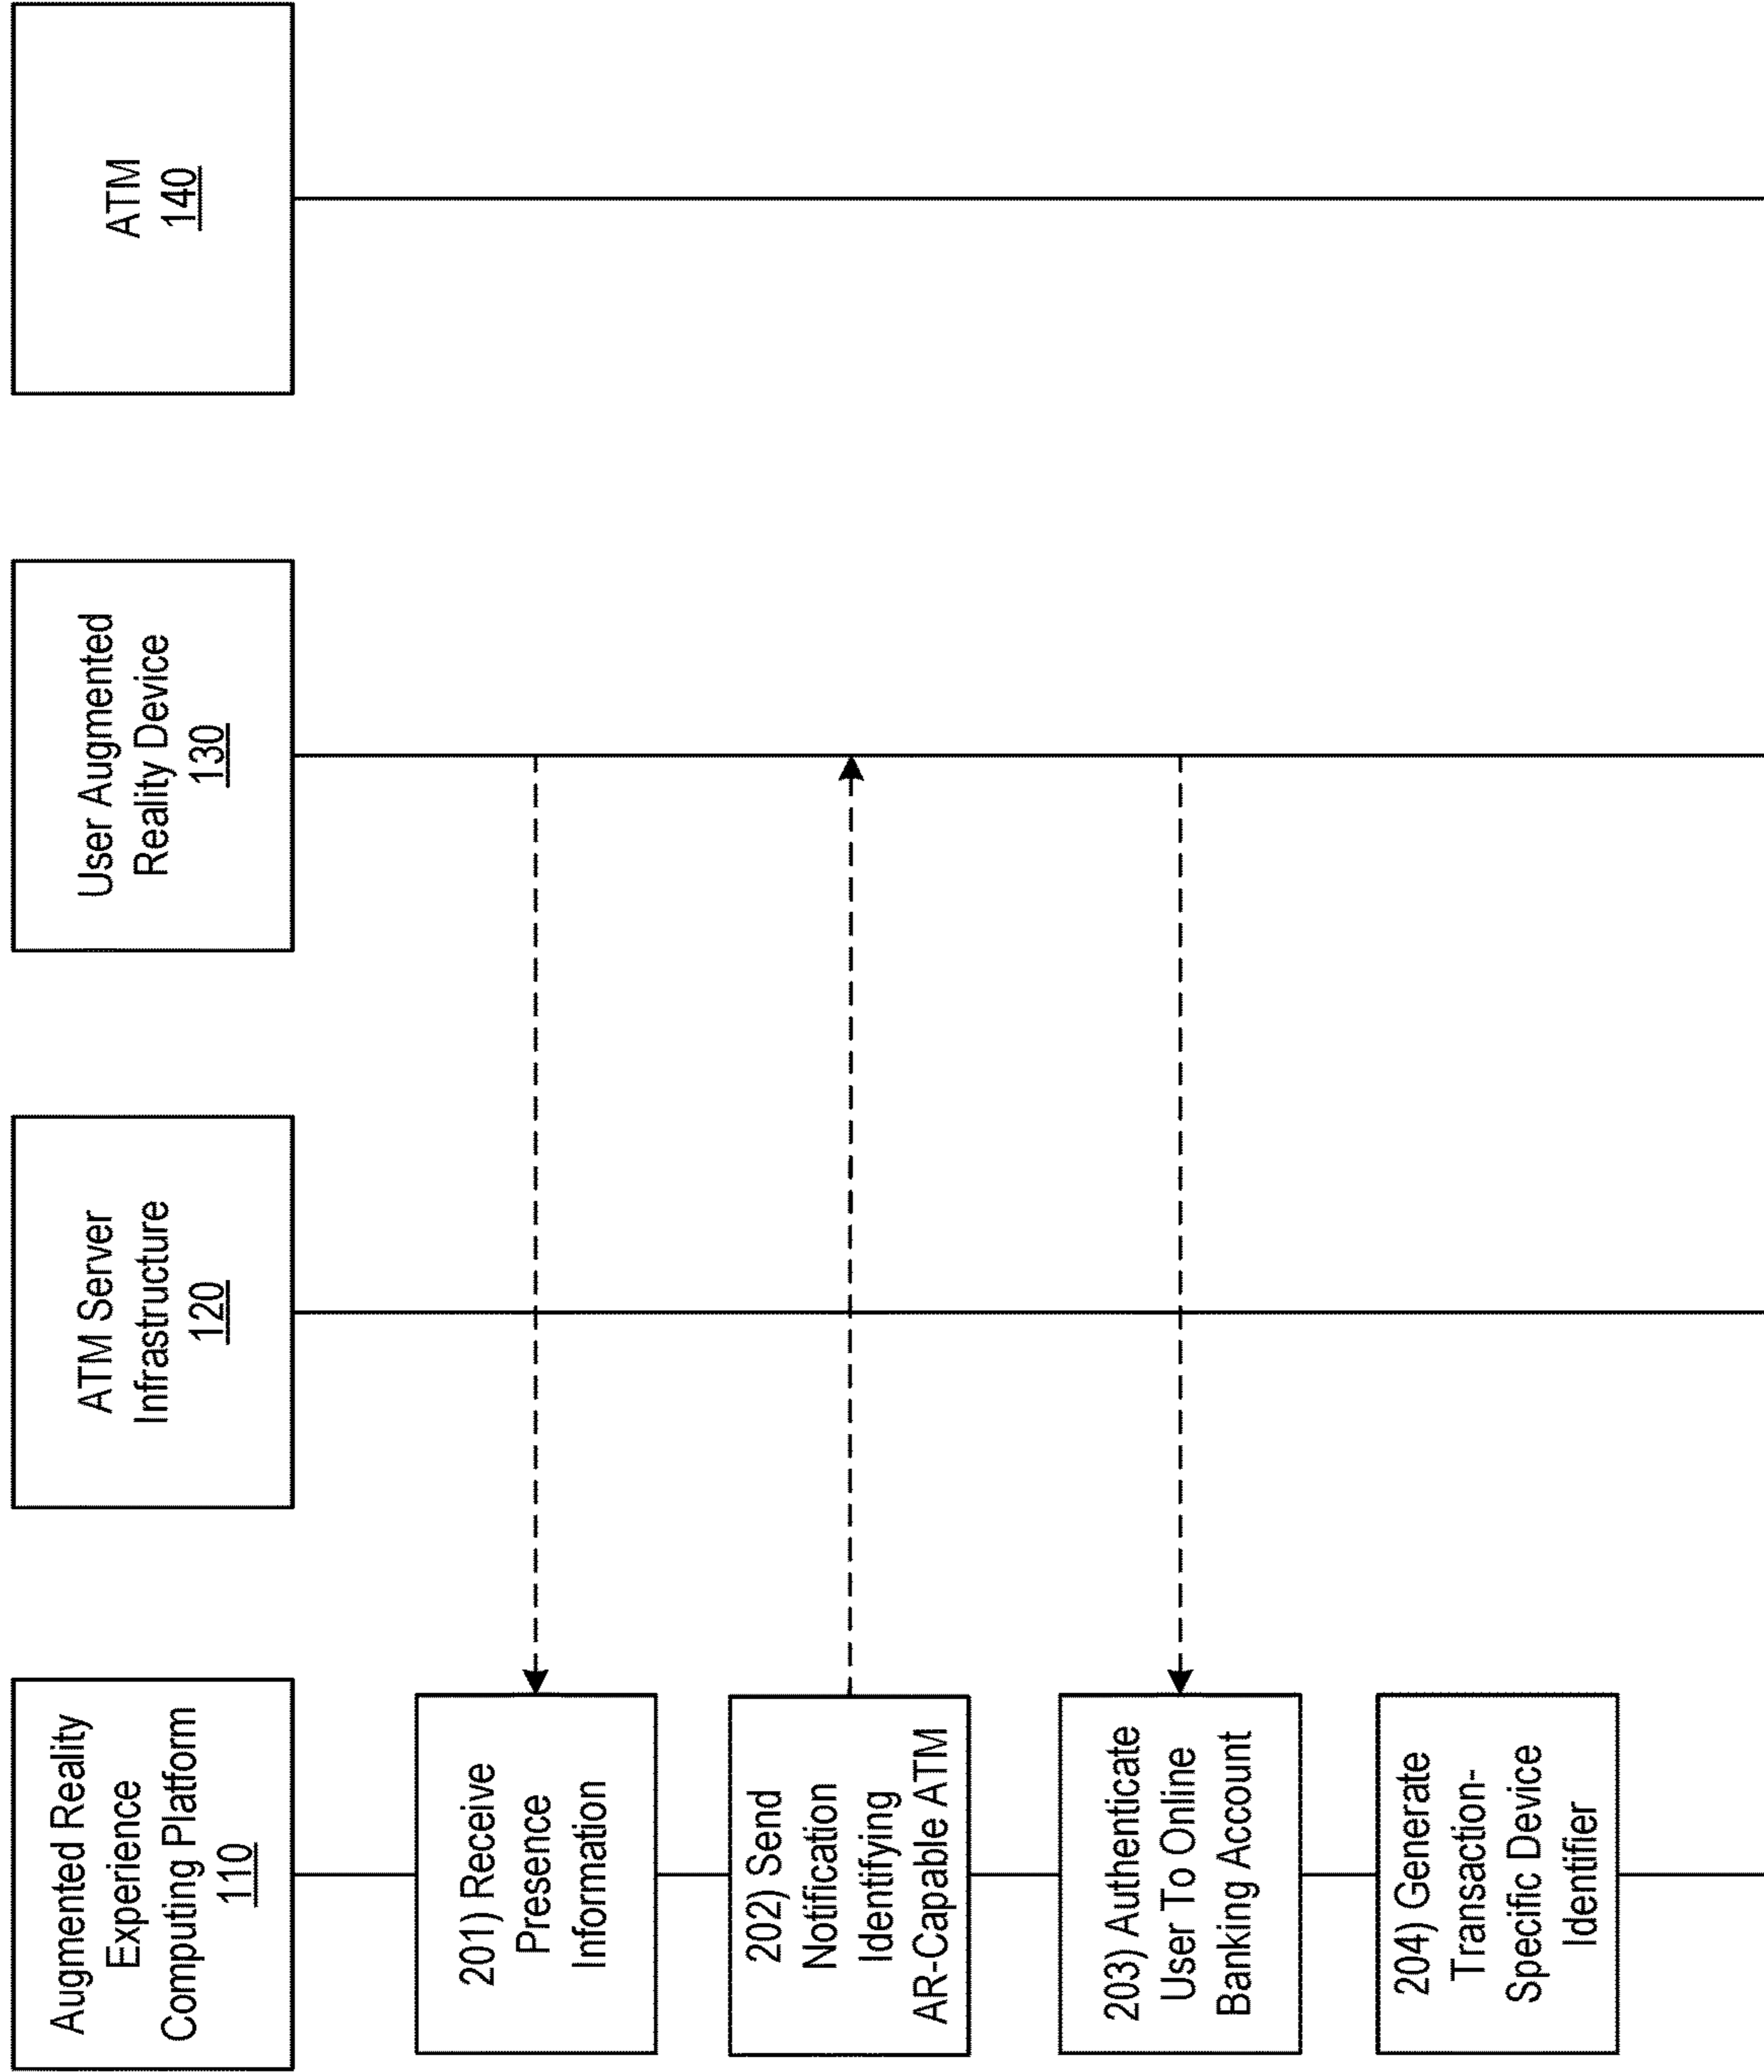 Augmented Reality
Experience
Computing Platform
110
ATM Server
Infrastructure
120
User Augmented
Reality Device
130
ATM
140
201) Receive
Presence
Information
202) Send
Notification
Identifying
AR-Capable ATM
203) Authenticate
User To Online
Banking Account
204) Generate
Transaction-
Specific Device
Identifier